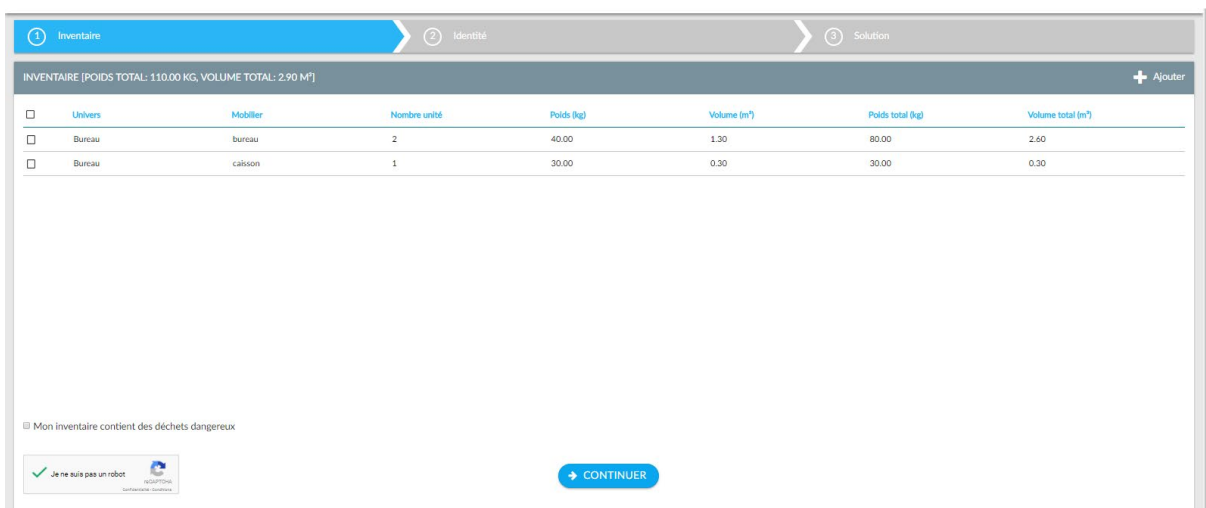 1 Inventaire
2 Identité
3 Solution
INVENTAIRE [POIDS TOTAL: 110.00 KG, VOLUME TOTAL: 2.90 M³]
Ajouter
Univers Mobilier Nombre unité Poids (kg) Volume (m³) Poids total (kg) Volume total (m³)
Bureau bureau 2 40.00 1.30 80.00 2.60
Bureau caisson 1 30.00 0.30 30.00 0.30
Mon inventaire contient des déchets dangereux
Je ne suis pas un robot
reCAPTCHA
Confidentialité - Conditions
CONTINUER